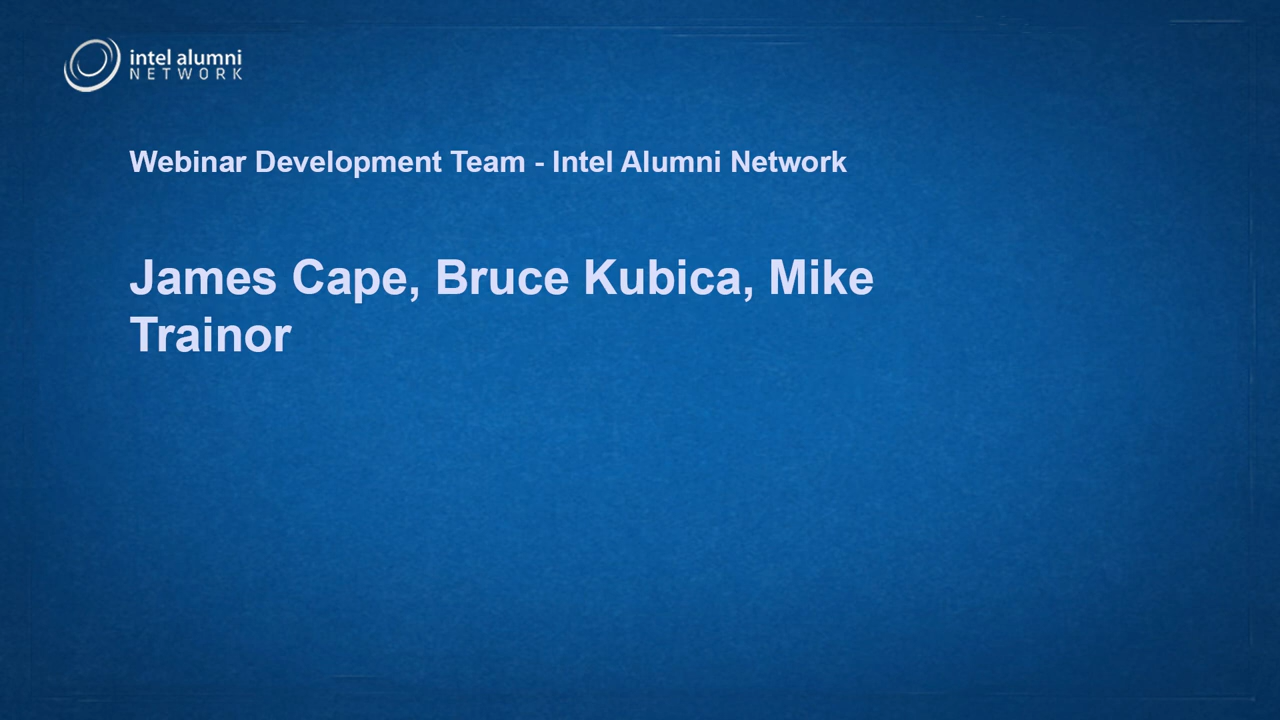 intel alumni
NETWORK
Webinar Development Team - Intel Alumni Network
James Cape, Bruce Kubica, Mike
Trainor